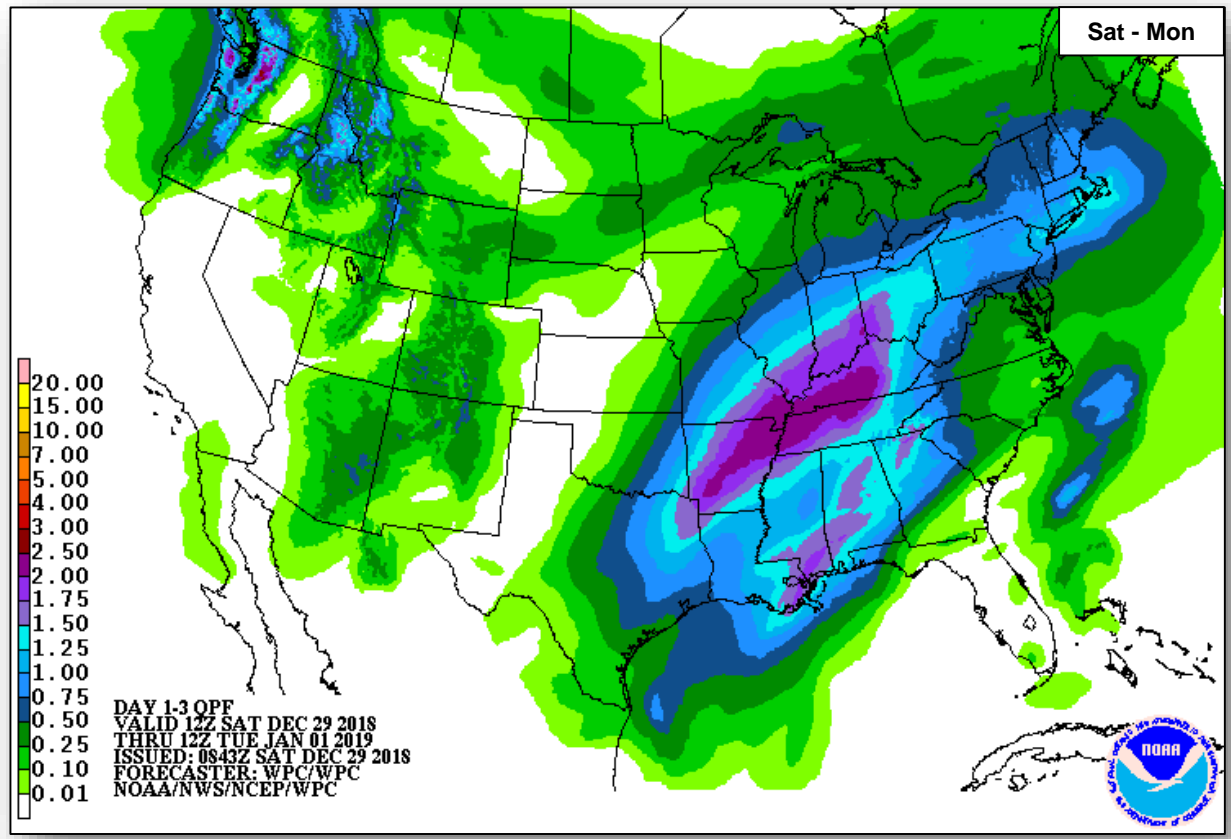 Sat - Mon
20.00
15.00
10.00
7.00
5.00
4.00
3.00
2.50
2.00
1.75
1.50
1.25
1.00
0.75
0.50
0.25
0.10
0.01
DAY 1-3 QPF
VALID 12Z SAT DEC 29 2018
THRU 12Z TUE JAN 01 2019
ISSUED: 0843Z SAT DEC 29 2018
FORECASTER: WPC/WPC
NOAA/NWS/NCEP/WPC
NOAA